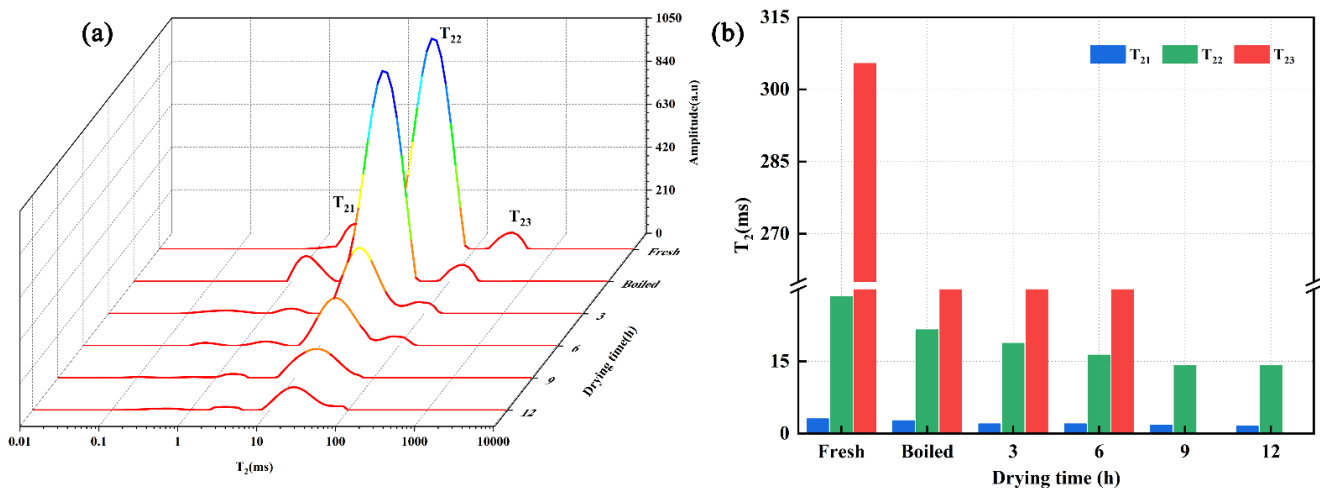 (a)
T22
T21
T23
1050
840
630
420
210
0
Amplitudc(a.u)
Fresh
Boiled
3
6
9
12
Drying time(h)
0.01 0.1 1 10 100 1000 10000
T2(ms)
(b)
T21 T22 T23
315
300
285
270
15
0
T2(ms)
Fresh Boiled 3 6 9 12
Drying time (h)